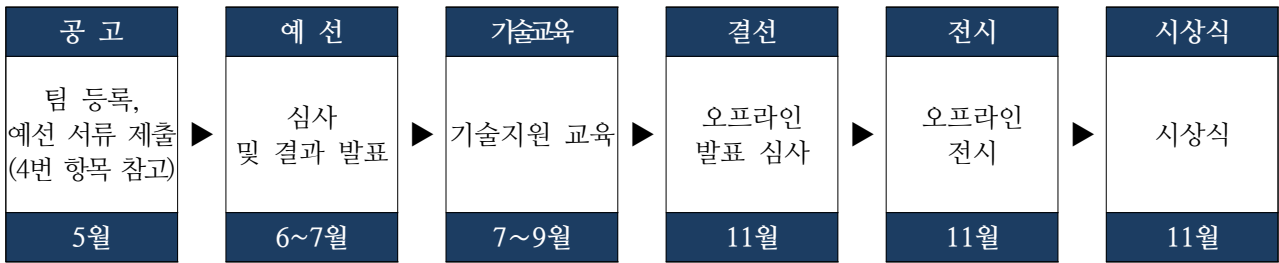 공 고
팀 등록,
예선 서류 제출
(4번 항목 참고)
5월
▶
예 선
심사
및 결과 발표
6~7월
▶
기술교육
기술지원 교육
7~9월
▶
결선
오프라인
발표 심사
11월
▶
전시
오프라인
전시
11월
▶
시상식
시상식
11월